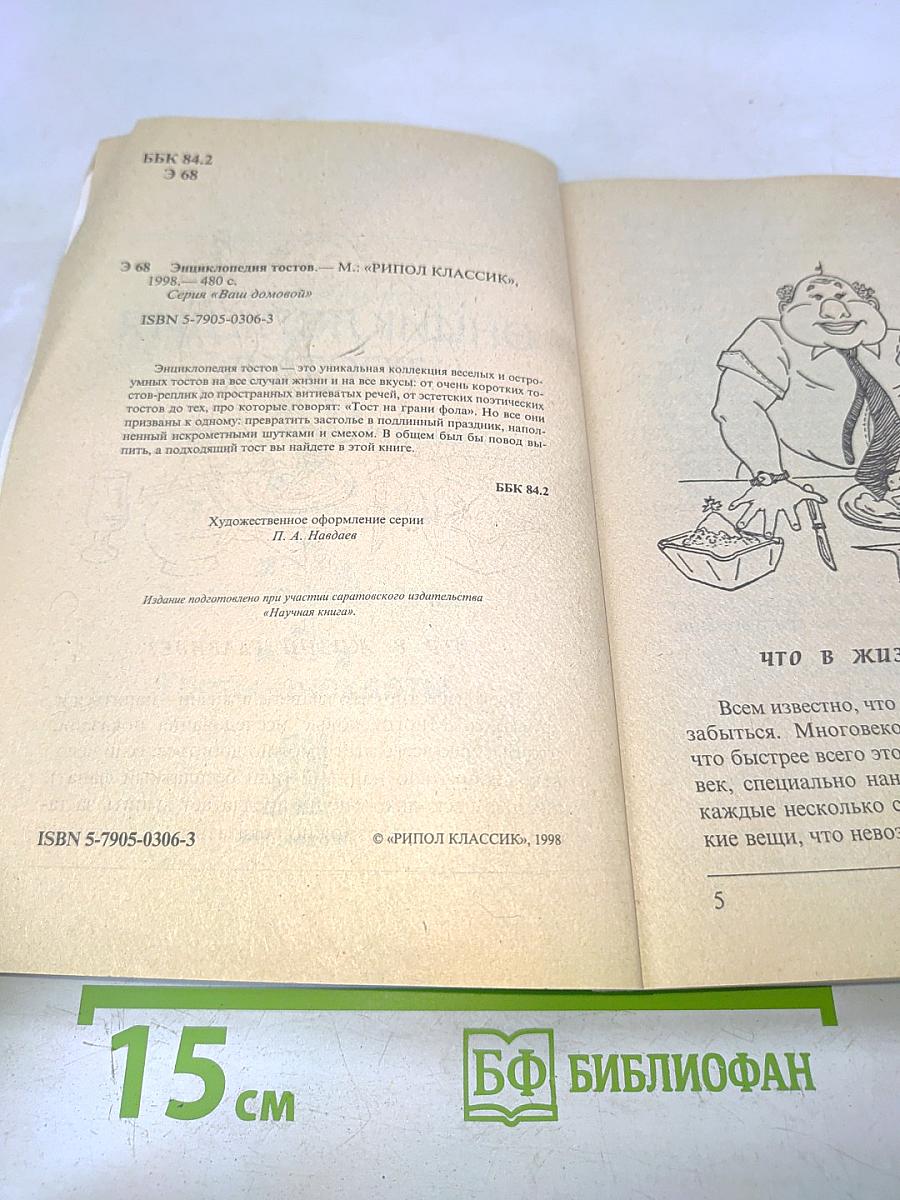 ББК 84.2
Э 68
Э 68 Энциклопедия тостов.— М.: «РИПОЛ КЛАССИК»,
1998.— 480 с.
Серия «Ваш домовой»
ISBN 5-7905-0306-3
Энциклопедия тостов — это уникальная коллекция веселых и остро-
умных тостов на все случаи жизни и на все вкусы: от очень коротких то-
стов-реплик до пространных витиеватых речей, от эстетских поэтических
тостов до тех, про которые говорят: «Тост на грани фола». Но все они
призваны к одному: превратить застолье в подлинный праздник, напол-
ненный искрометными шутками и смехом. В общем был бы повод вы-
пить, а подходящий тост вы найдете в этой книге.
ББК 84.2
Художественное оформление серии
П. А. Навдаев
Издание подготовлено при участии саратовского издательства
«Научная книга».
ISBN 5-7905-0306-3
© «РИПОЛ КЛАССИК», 1998
ЧТО В ЖИЗ
Всем известно, что
забыться. Многовеко
что быстрее всего это
век, специально нан
каждые несколько с
кие вещи, что невоз
5
15 см
БФ БИБЛИОФАН